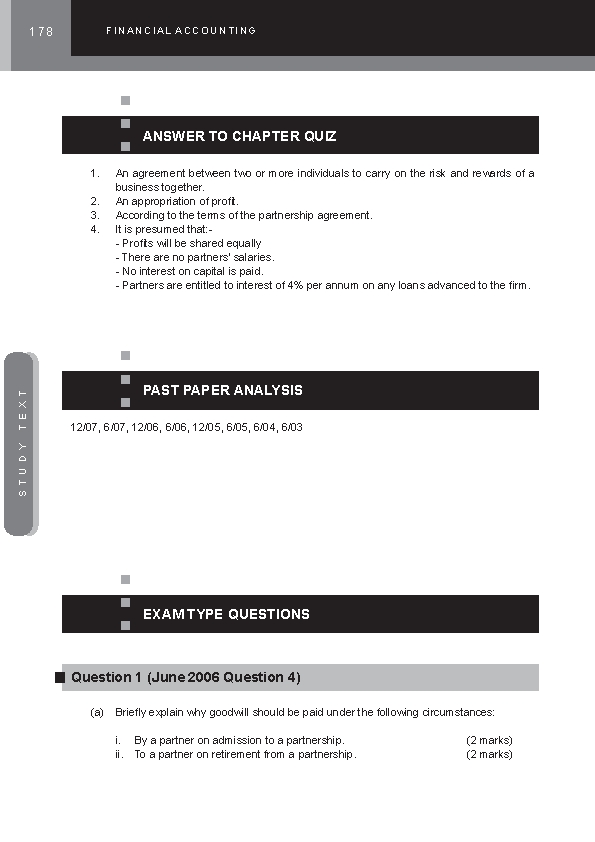 178
FINANCIAL ACCOUNTING
ANSWER TO CHAPTER QUIZ
1. An agreement between two or more individuals to carry on the risk and rewards of a
business together.
2. An appropriation of profit.
3. According to the terms of the partnership agreement.
4. It is presumed that:-
- Profits will be shared equally
- There are no partners' salaries.
- No interest on capital is paid.
- Partners are entitled to interest of 4% per annum on any loans advanced to the firm.
STUDY TEXT
PAST PAPER ANALYSIS
12/07, 6/07, 12/06, 6/06, 12/05, 6/05, 6/04, 6/03
EXAM TYPE QUESTIONS
Question 1 (June 2006 Question 4)
(a) Briefly explain why goodwill should be paid under the following circumstances:
i. By a partner on admission to a partnership. (2 marks)
ii. To a partner on retirement from a partnership. (2 marks)